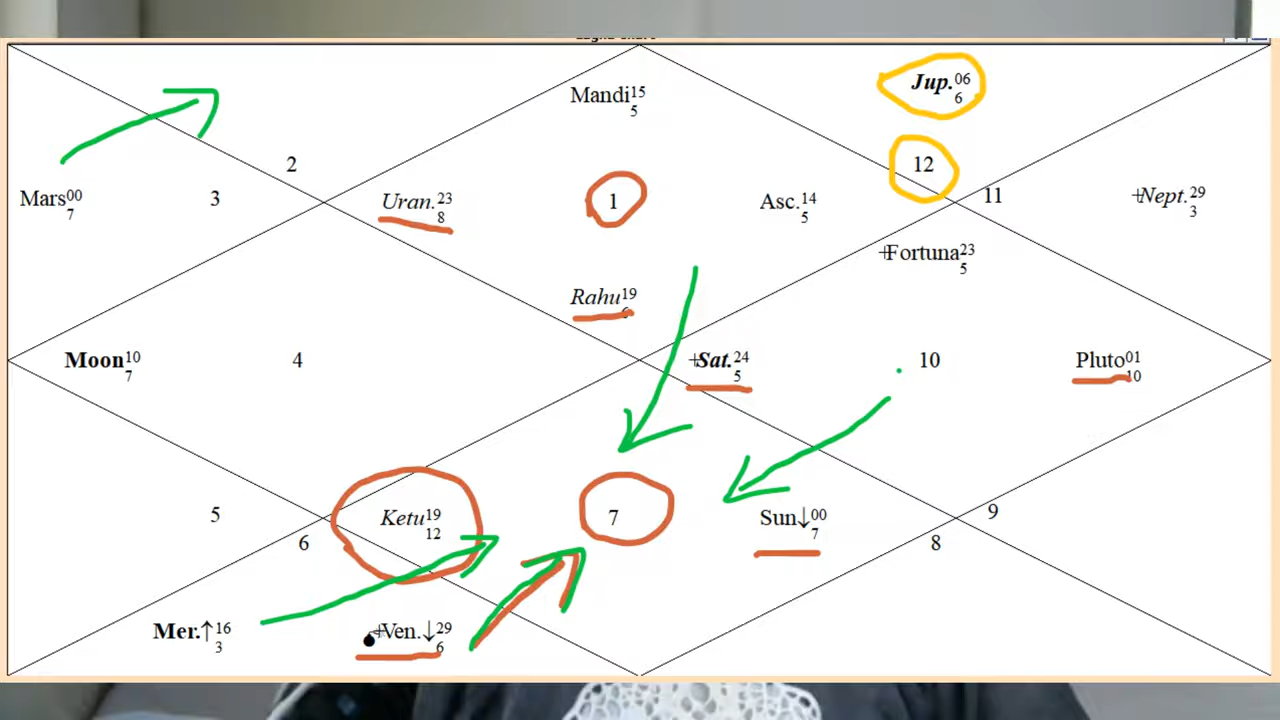 Jup.06
6
Mandi15
5
2
12
Mars00
7
3
Uran.23
8
1
Asc.14
5
11
+Nept.29
3
+Fortuna23
5
Rahu19
6
Moon10
7
4
+Sat.24
5
10
Pluto01
10
5
Ketu19
12
7
Sun↓00
7
9
6
8
Mer.↑16
3
+Ven.↓29
6